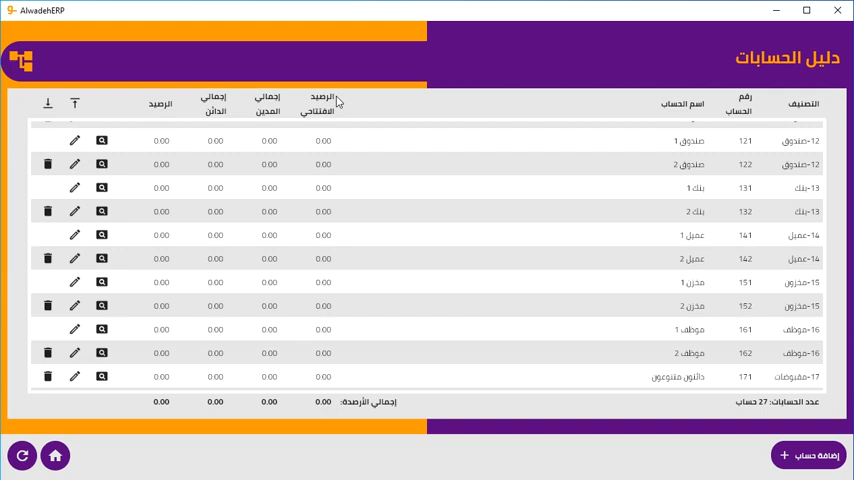 AlwadehERP
دليل الحسابات
التصنيف رقم الحساب اسم الحساب الرصيد الافتتاحي إجمالي المدين إجمالي الدائن الرصيد
12-صندوق 121 صندوق 1 0.00 0.00 0.00 0.00
12-صندوق 122 صندوق 2 0.00 0.00 0.00 0.00
13-بنك 131 بنك 1 0.00 0.00 0.00 0.00
13-بنك 132 بنك 2 0.00 0.00 0.00 0.00
14-عميل 141 عميل 1 0.00 0.00 0.00 0.00
14-عميل 142 عميل 2 0.00 0.00 0.00 0.00
15-مخزون 151 مخزن 1 0.00 0.00 0.00 0.00
15-مخزون 152 مخزن 2 0.00 0.00 0.00 0.00
16-موظف 161 موظف 1 0.00 0.00 0.00 0.00
16-موظف 162 موظف 2 0.00 0.00 0.00 0.00
17-مقبوضات 171 دائنون متنوعون 0.00 0.00 0.00 0.00
عدد الحسابات: 27 حساب إجمالي الأرصدة: 0.00 0.00 0.00 0.00
إضافة حساب +